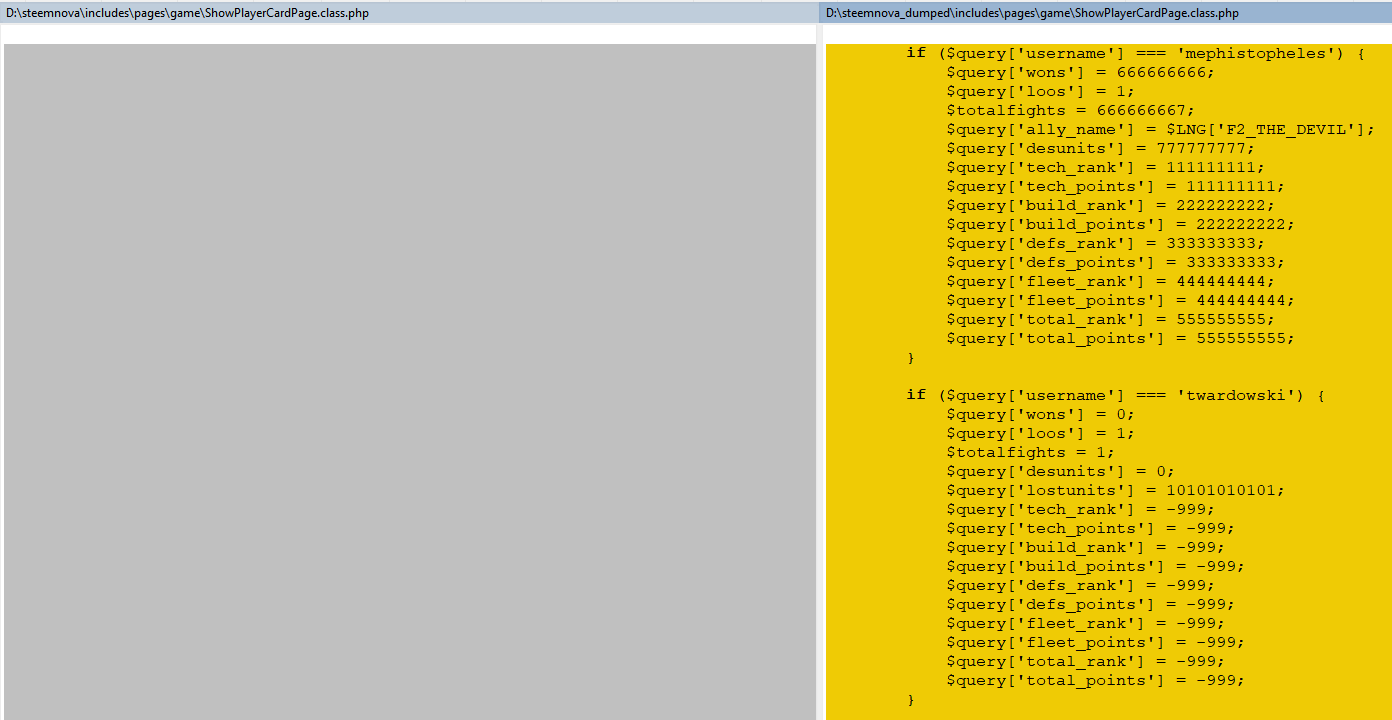 D:\steemnova\includes\pages\game\ShowPlayerCardPage.class.php
D:\steemnova_dumped\includes\pages\game\ShowPlayerCardPage.class.php
if ($query['username'] === 'mephistopheles') {
$query['wons'] = 666666666;
$query['loos'] = 1;
$totalfights = 666666667;
$query['ally_name'] = $LNG['F2_THE_DEVIL'];
$query['desunits'] = 777777777;
$query['tech_rank'] = 111111111;
$query['tech_points'] = 111111111;
$query['build_rank'] = 222222222;
$query['build_points'] = 222222222;
$query['defs_rank'] = 333333333;
$query['defs_points'] = 333333333;
$query['fleet_rank'] = 444444444;
$query['fleet_points'] = 444444444;
$query['total_rank'] = 555555555;
$query['total_points'] = 555555555;
}
if ($query['username'] === 'twardowski') {
$query['wons'] = 0;
$query['loos'] = 1;
$totalfights = 1;
$query['desunits'] = 0;
$query['lostunits'] = 10101010101;
$query['tech_rank'] = -999;
$query['tech_points'] = -999;
$query['build_rank'] = -999;
$query['build_points'] = -999;
$query['defs_rank'] = -999;
$query['defs_points'] = -999;
$query['fleet_rank'] = -999;
$query['fleet_points'] = -999;
$query['total_rank'] = -999;
$query['total_points'] = -999;
}